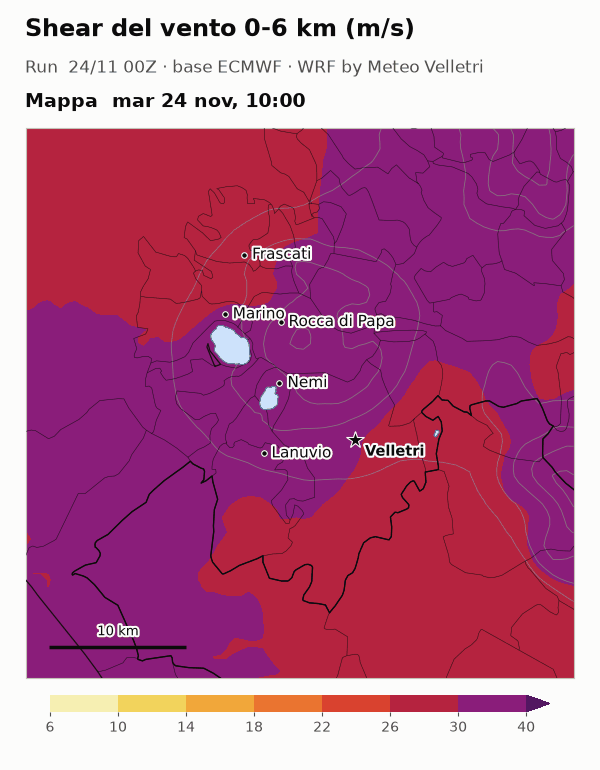 Shear del vento 0-6 km (m/s)
Run  24/11 00Z · base ECMWF · WRF by Meteo Velletri
Mappa  mar 24 nov, 10:00
Frascati
Marino
Rocca di Papa
Nemi
Velletri
Lanuvio
10 km
6 10 14 18 22 26 30 40